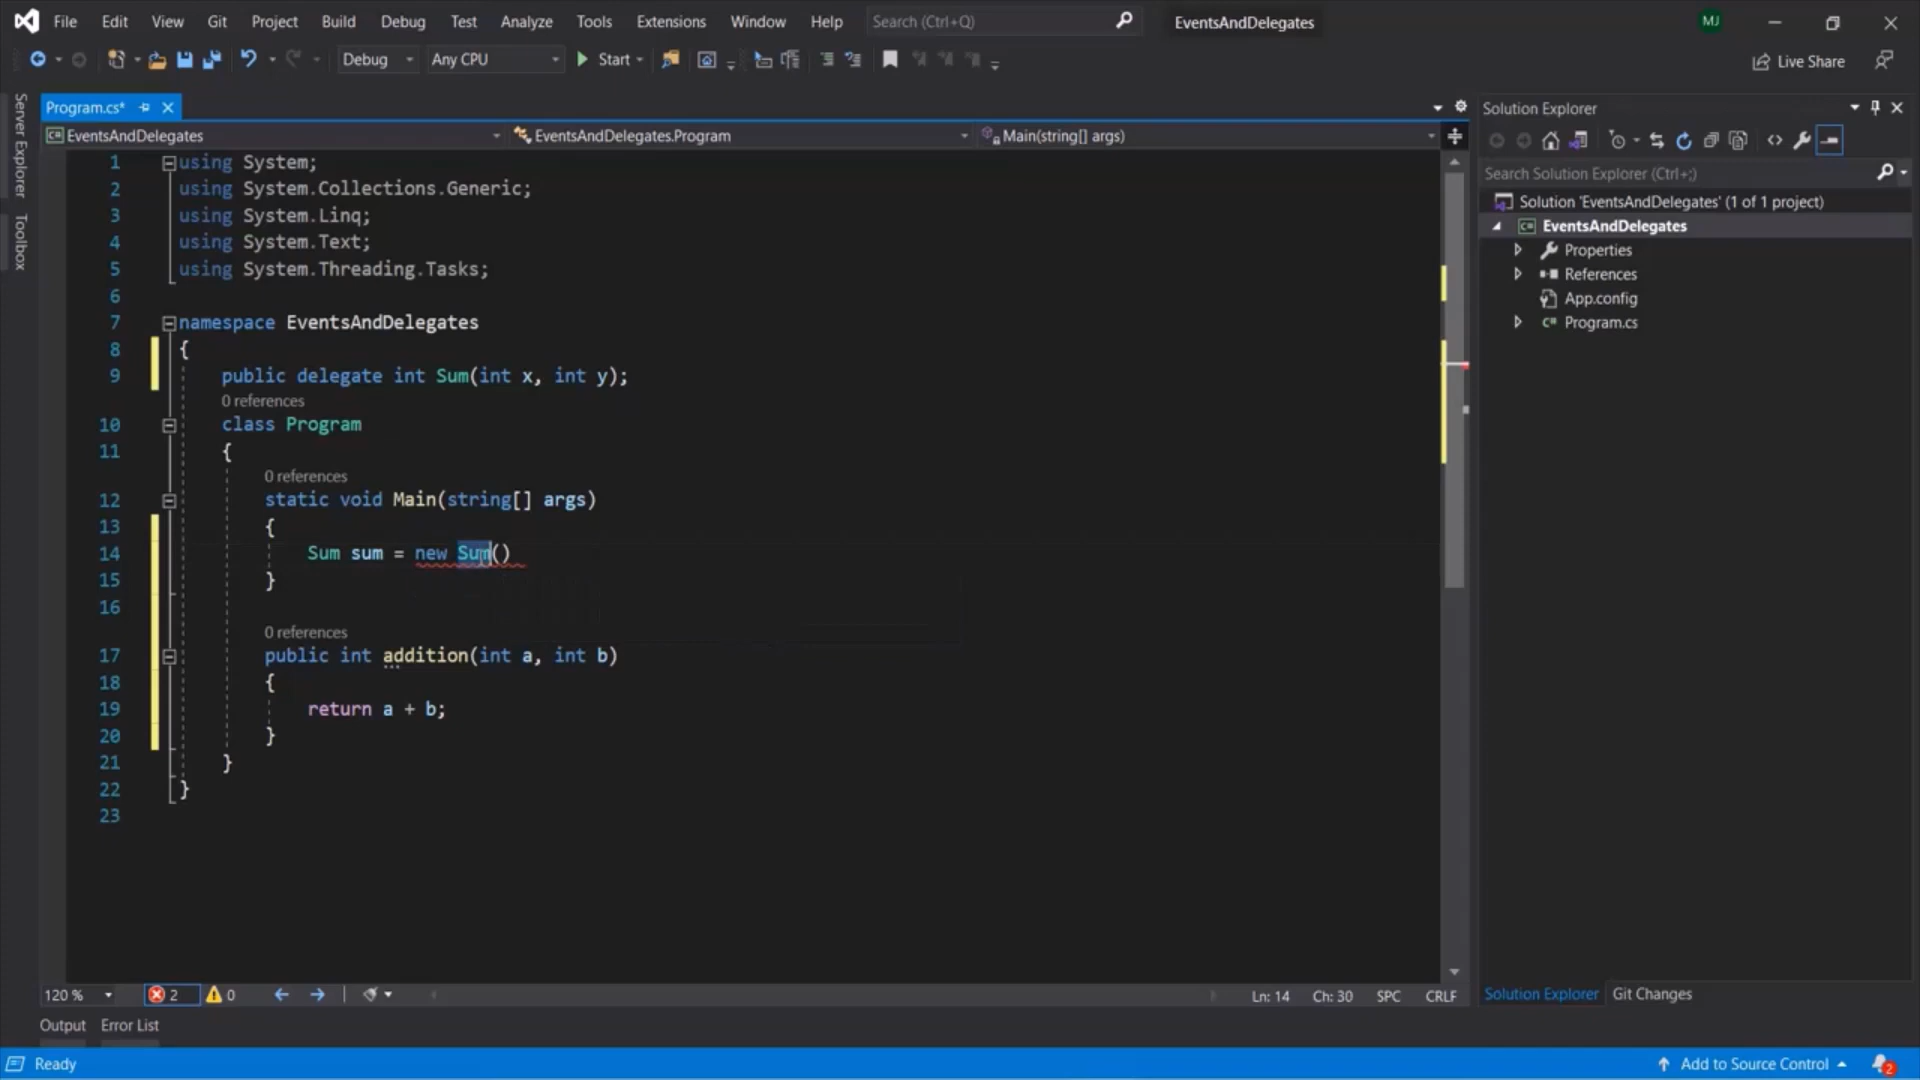 File Edit View Git Project Build Debug Test Analyze Tools Extensions Window Help Search (Ctrl+Q) EventsAndDelegates MJ
Debug Any CPU Start Live Share
Server Explorer
Toolbox
Program.cs*
EventsAndDelegates EventsAndDelegates.Program Main(string[] args)
1 using System;
2 using System.Collections.Generic;
3 using System.Linq;
4 using System.Text;
5 using System.Threading.Tasks;
6
7 namespace EventsAndDelegates
8 {
9 public delegate int Sum(int x, int y);
0 references
10 class Program
11 {
0 references
12 static void Main(string[] args)
13 {
14 Sum sum = new Sum()
15 }
16
0 references
17 public int addition(int a, int b)
18 {
19 return a + b;
20 }
21 }
22 }
23
120 % 2 0 Ln: 14 Ch: 30 SPC CRLF
Output Error List
Solution Explorer
Search Solution Explorer (Ctrl+;)
Solution 'EventsAndDelegates' (1 of 1 project)
EventsAndDelegates
Properties
References
App.config
Program.cs
Solution Explorer Git Changes
Ready Add to Source Control 2